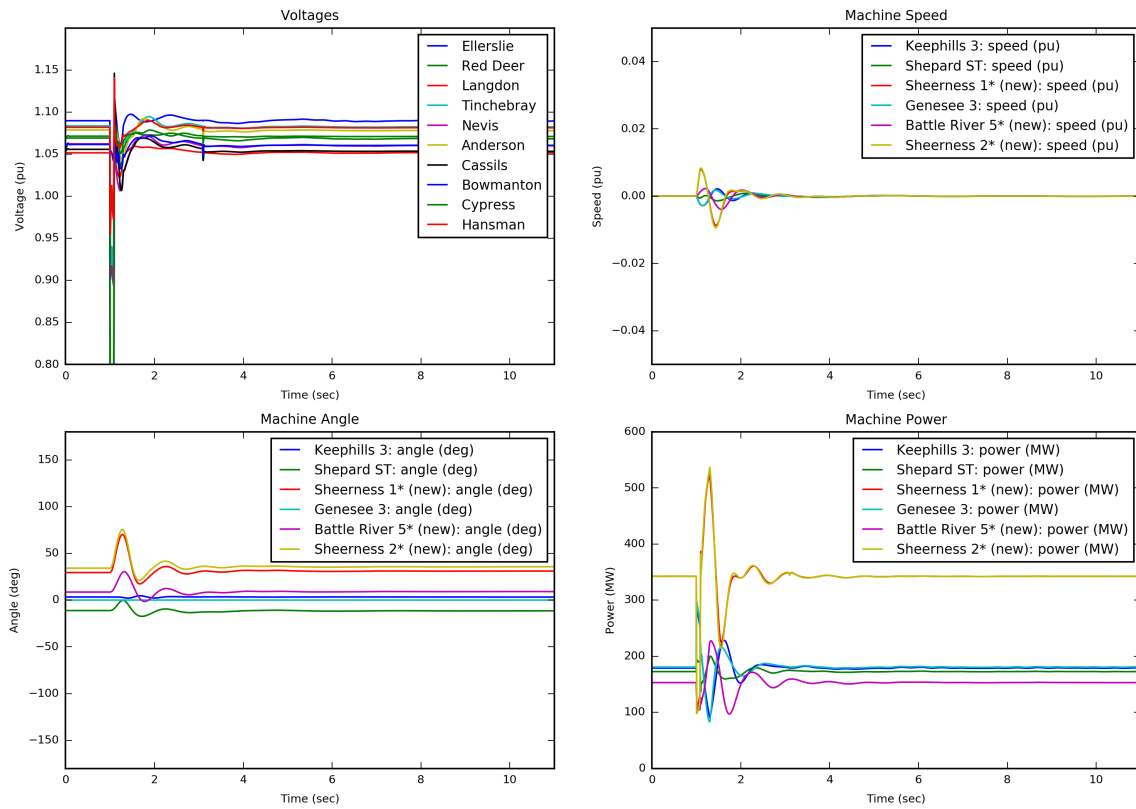 Voltages
1.15
1.10
1.05
1.00
0.95
0.90
0.85
0.80
Voltage (pu)
0 2 4 6 8 10
Time (sec)
Ellerslie
Red Deer
Langdon
Tinchebray
Nevis
Anderson
Cassils
Bowmanton
Cypress
Hansman
Machine Speed
0.04
0.02
0.00
−0.02
−0.04
Speed (pu)
0 2 4 6 8 10
Time (sec)
Keephills 3: speed (pu)
Shepard ST: speed (pu)
Sheerness 1* (new): speed (pu)
Genesee 3: speed (pu)
Battle River 5* (new): speed (pu)
Sheerness 2* (new): speed (pu)
Machine Angle
150
100
50
0
−50
−100
−150
Angle (deg)
0 2 4 6 8 10
Time (sec)
Keephills 3: angle (deg)
Shepard ST: angle (deg)
Sheerness 1* (new): angle (deg)
Genesee 3: angle (deg)
Battle River 5* (new): angle (deg)
Sheerness 2* (new): angle (deg)
Machine Power
600
500
400
300
200
100
0
Power (MW)
0 2 4 6 8 10
Time (sec)
Keephills 3: power (MW)
Shepard ST: power (MW)
Sheerness 1* (new): power (MW)
Genesee 3: power (MW)
Battle River 5* (new): power (MW)
Sheerness 2* (new): power (MW)